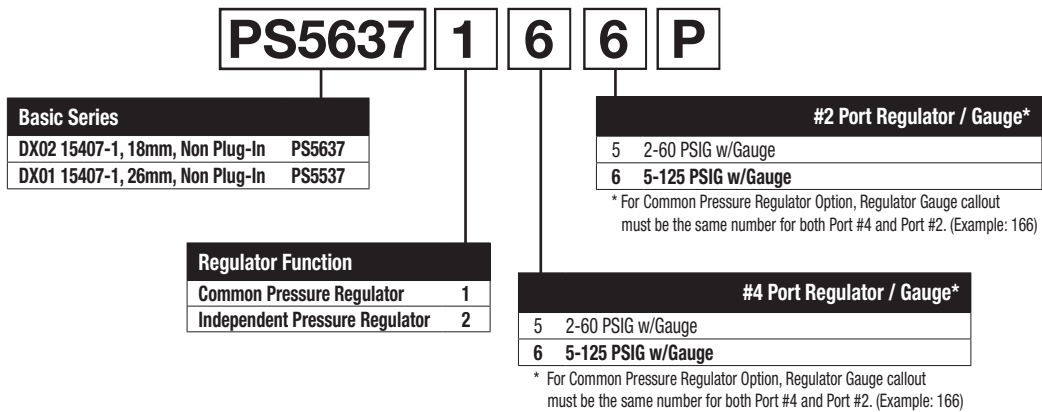 PS5637 1 6 6 P
Basic Series
DX02 15407-1, 18mm, Non Plug-In PS5637
DX01 15407-1, 26mm, Non Plug-In PS5537
#2 Port Regulator / Gauge*
5 2-60 PSIG w/Gauge
6 5-125 PSIG w/Gauge
* For Common Pressure Regulator Option, Regulator Gauge callout
must be the same number for both Port #4 and Port #2. (Example: 166)
Regulator Function
Common Pressure Regulator 1
Independent Pressure Regulator 2
#4 Port Regulator / Gauge*
5 2-60 PSIG w/Gauge
6 5-125 PSIG w/Gauge
* For Common Pressure Regulator Option, Regulator Gauge callout
must be the same number for both Port #4 and Port #2. (Example: 166)